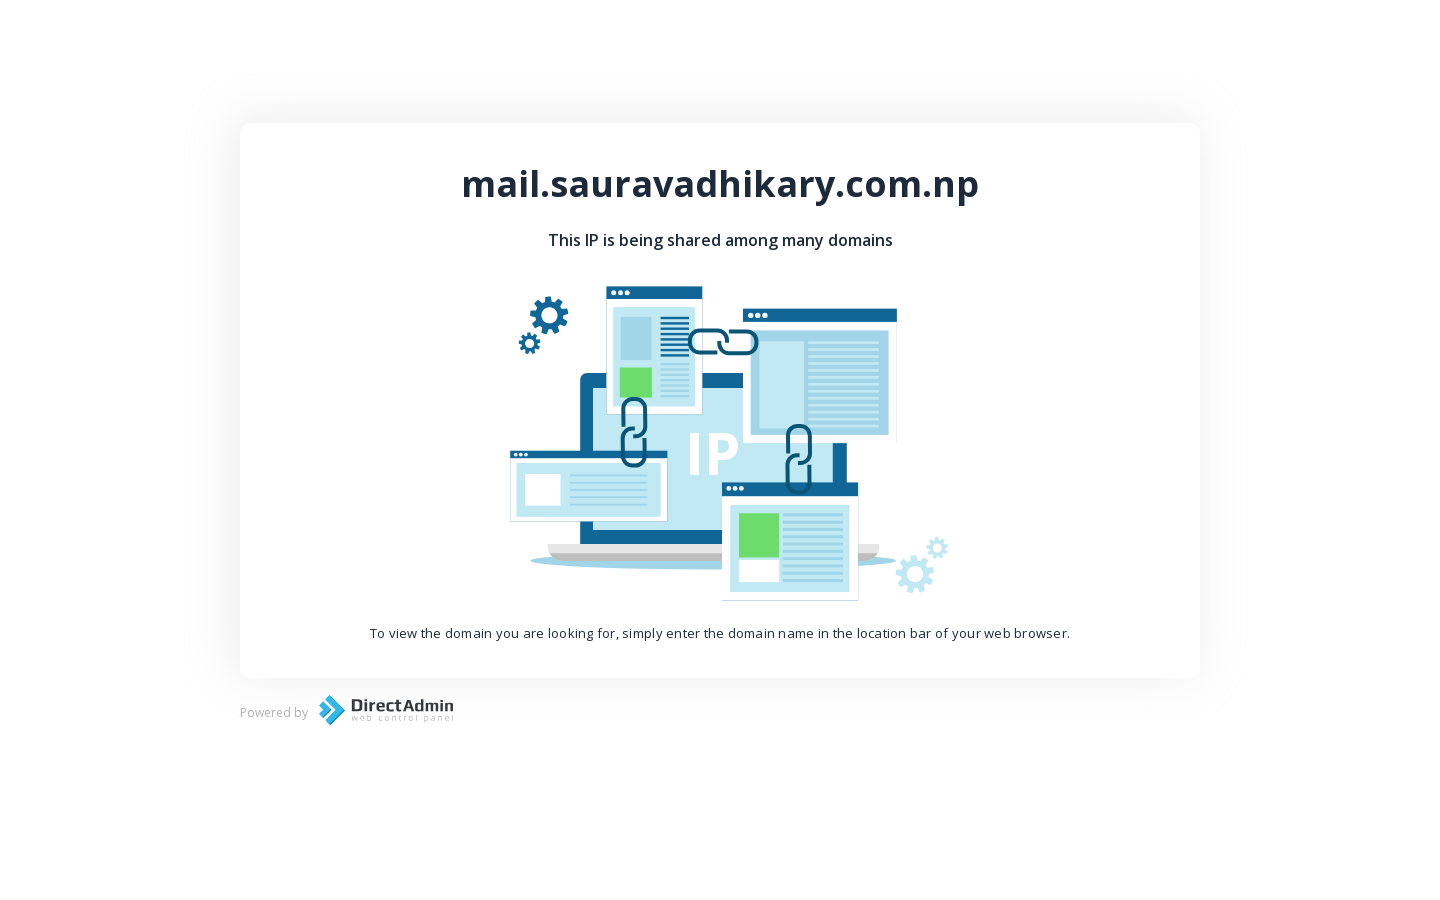 mail.sauravadhikary.com.np
This IP is being shared among many domains
IP
To view the domain you are looking for, simply enter the domain name in the location bar of your web browser.
Powered by DirectAdmin
web control panel